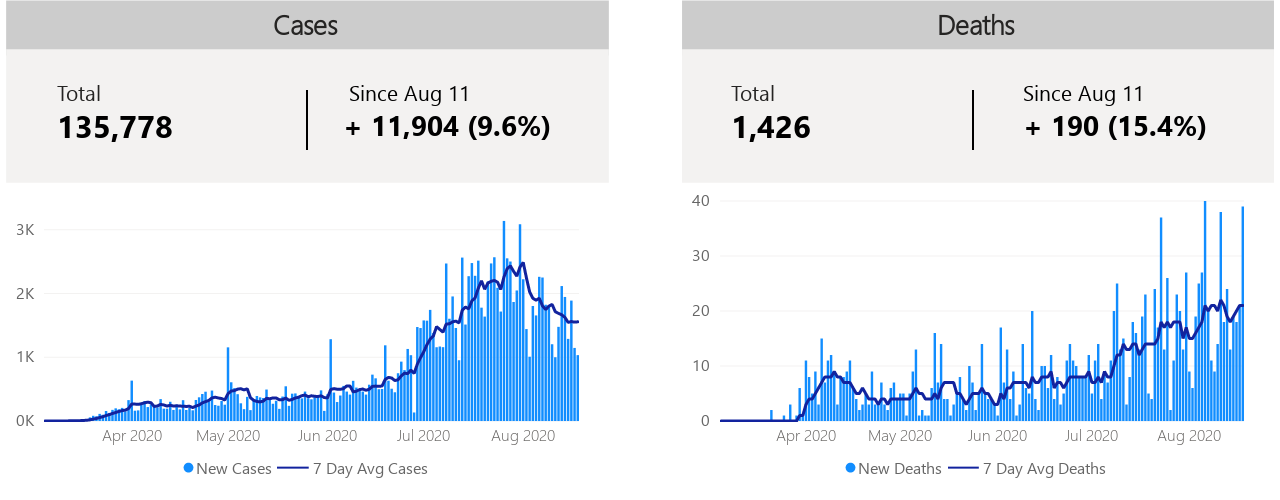 Cases
Total
135,778
Since Aug 11
+ 11,904 (9.6%)
3K
2K
1K
0K
Apr 2020 May 2020 Jun 2020 Jul 2020 Aug 2020
New Cases 7 Day Avg Cases
Deaths
Total
1,426
Since Aug 11
+ 190 (15.4%)
40
30
20
10
0
Apr 2020 May 2020 Jun 2020 Jul 2020 Aug 2020
New Deaths 7 Day Avg Deaths